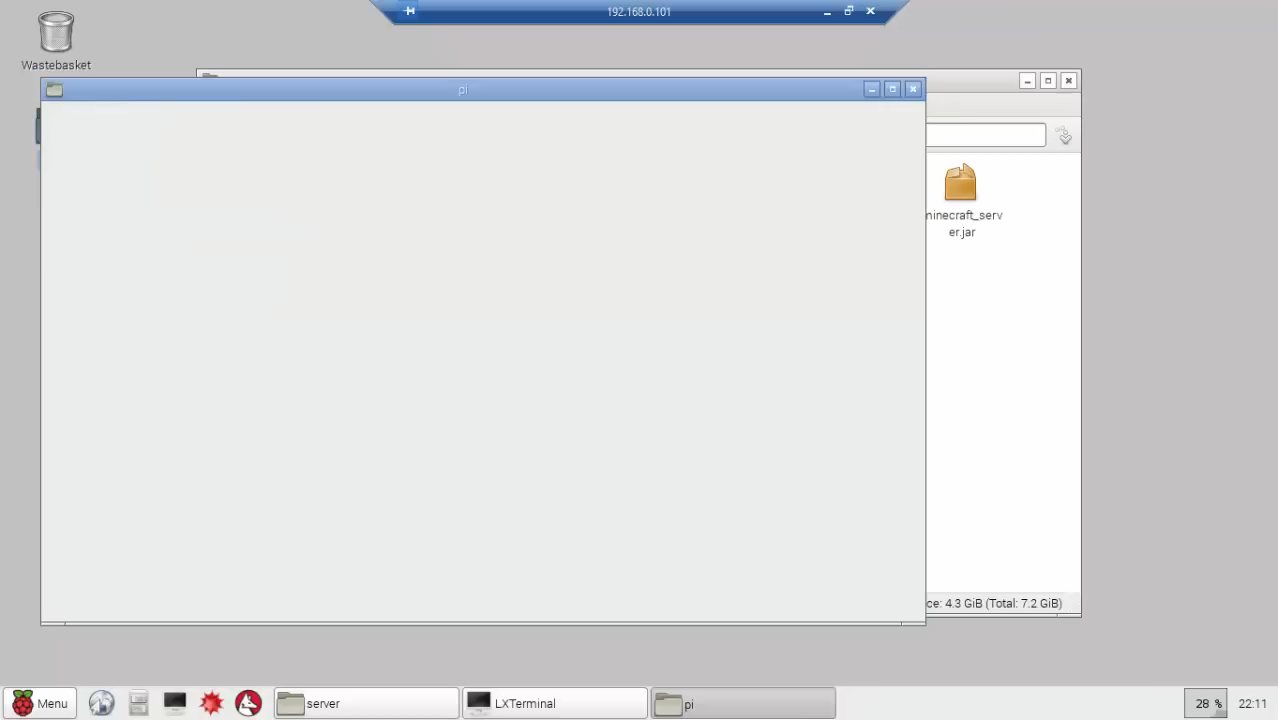 192.168.0.101
Wastebasket
pi
minecraft_serv
er.jar
ce: 4.3 GiB (Total: 7.2 GiB)
Menu
server
LXTerminal
pi
28 %
22:11